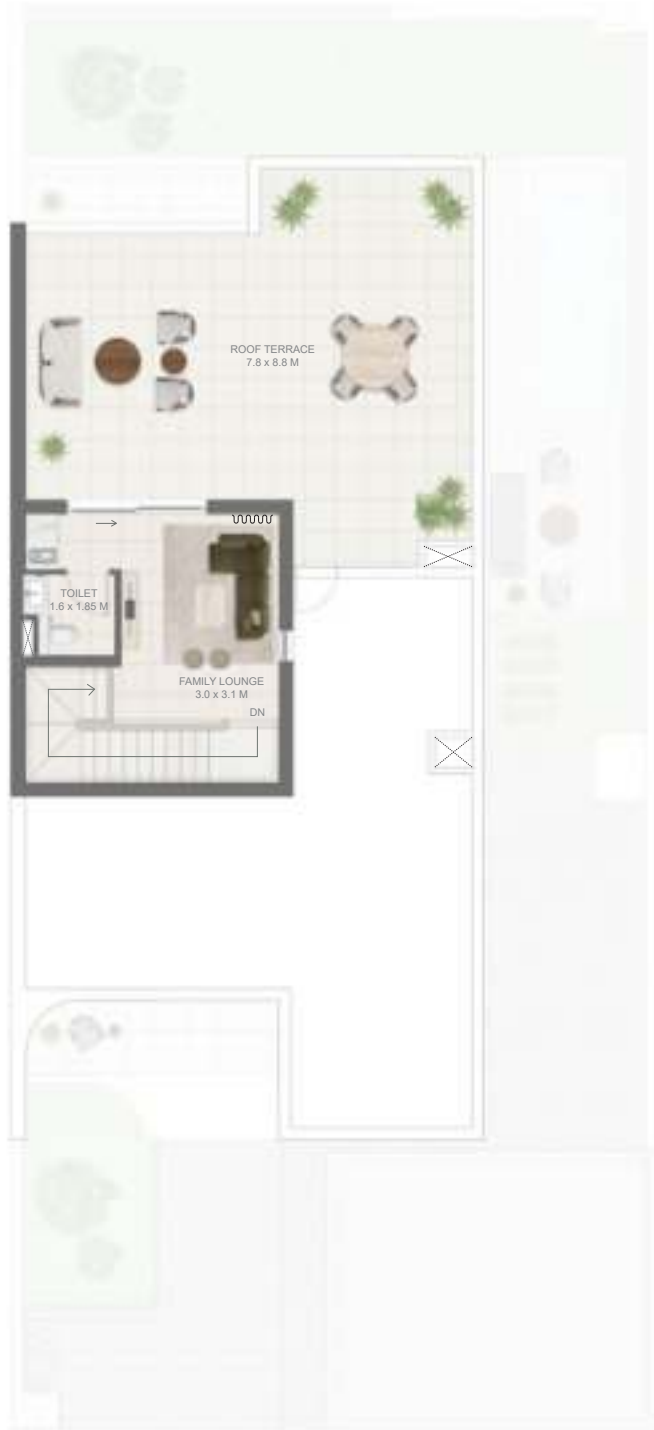 ROOF TERRACE
7.8 x 8.8 M
TOILET
1.6 x 1.85 M
FAMILY LOUNGE
3.0 x 3.1 M
DN